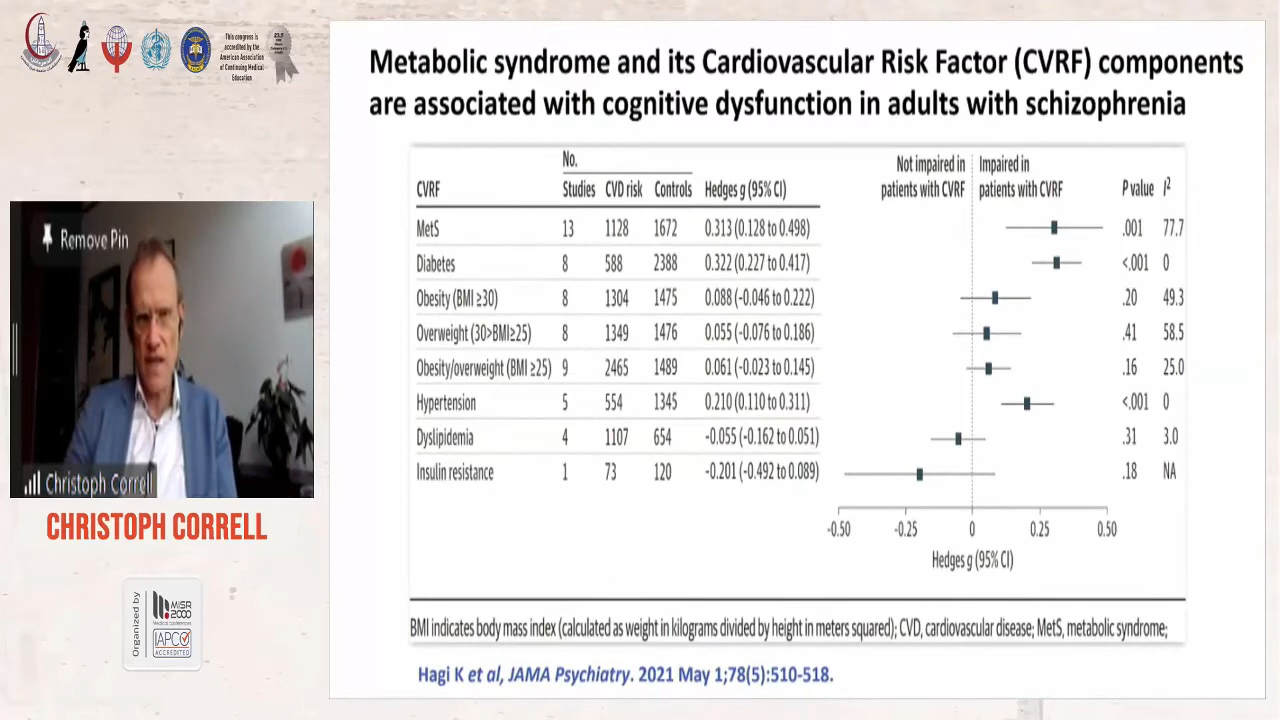 This congress is
accredited by the
American Association
of Continuing Medical
Education
Remove Pin
Christoph Correll
CHRISTOPH CORRELL
Organized by
MISR
2000
Medical conferences
IAPCO
ACCREDITED
Metabolic syndrome and its Cardiovascular Risk Factor (CVRF) components
are associated with cognitive dysfunction in adults with schizophrenia
No.
CVRF Studies CVD risk Controls Hedges g (95% CI) Not impaired in patients with CVRF Impaired in patients with CVRF P value I²
MetS 13 1128 1672 0.313 (0.128 to 0.498) .001 77.7
Diabetes 8 588 2388 0.322 (0.227 to 0.417) <.001 0
Obesity (BMI ≥30) 8 1304 1475 0.088 (-0.046 to 0.222) .20 49.3
Overweight (30>BMI≥25) 8 1349 1476 0.055 (-0.076 to 0.186) .41 58.5
Obesity/overweight (BMI ≥25) 9 2465 1489 0.061 (-0.023 to 0.145) .16 25.0
Hypertension 5 554 1345 0.210 (0.110 to 0.311) <.001 0
Dyslipidemia 4 1107 654 -0.055 (-0.162 to 0.051) .31 3.0
Insulin resistance 1 73 120 -0.201 (-0.492 to 0.089) .18 NA
-0.50 -0.25 0 0.25 0.50
Hedges g (95% CI)
BMI indicates body mass index (calculated as weight in kilograms divided by height in meters squared); CVD, cardiovascular disease; MetS, metabolic syndrome;
Hagi K et al, JAMA Psychiatry. 2021 May 1;78(5):510-518.